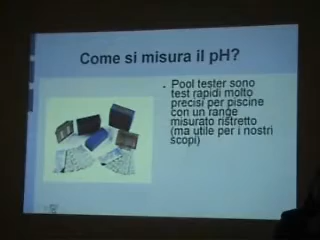 Come si misura il pH?
- Pool tester sono
test rapidi molto
precisi per piscine
con un range
misurato ristretto
(ma utile per i nostri
scopi)